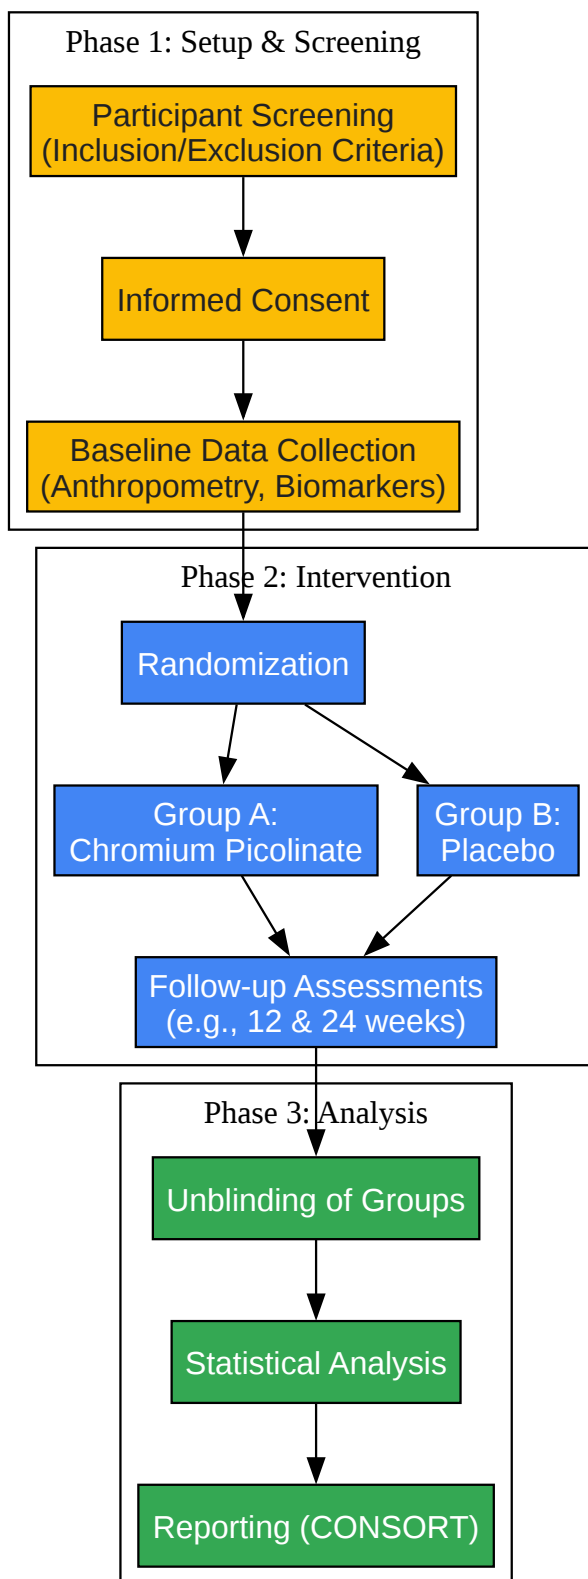 Phase 1: Setup & Screening
Participant Screening
(Inclusion/Exclusion Criteria)
Informed Consent
Baseline Data Collection
(Anthropometry, Biomarkers)
Phase 2: Intervention
Randomization
Group A:
Chromium Picolinate
Group B:
Placebo
Follow-up Assessments
(e.g., 12 & 24 weeks)
Phase 3: Analysis
Unblinding of Groups
Statistical Analysis
Reporting (CONSORT)